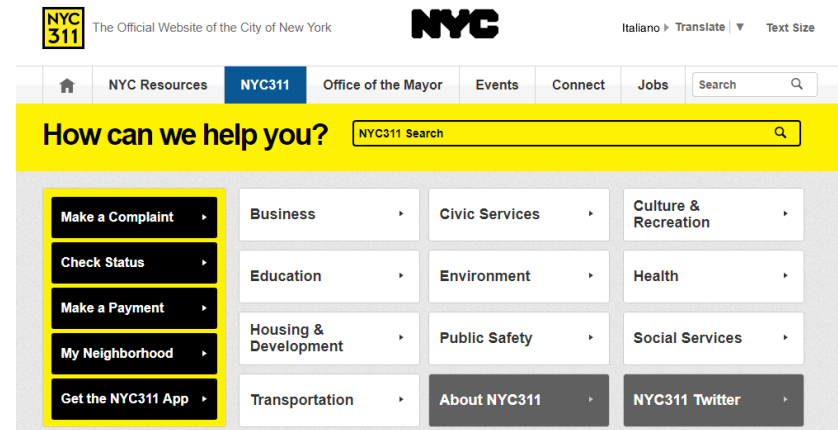 NYC
311
The Official Website of the City of New York
NYC
Italiano Translate Text Size
NYC Resources NYC311 Office of the Mayor Events Connect Jobs Search
How can we help you? NYC311 Search
Make a Complaint
Check Status
Make a Payment
My Neighborhood
Get the NYC311 App
Business
Civic Services
Culture &
Recreation
Education
Environment
Health
Housing &
Development
Public Safety
Social Services
Transportation
About NYC311
NYC311 Twitter